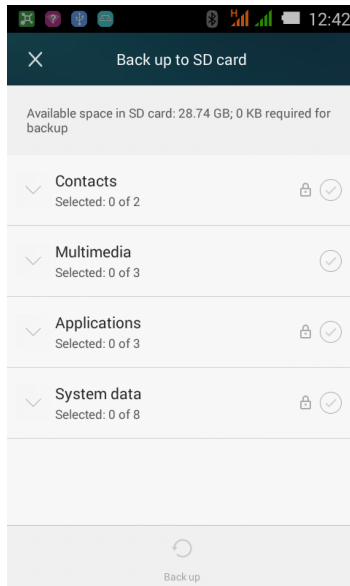 H
12:42
Back up to SD card
Available space in SD card: 28.74 GB; 0 KB required for
backup
Contacts
Selected: 0 of 2
Multimedia
Selected: 0 of 3
Applications
Selected: 0 of 3
System data
Selected: 0 of 8
Back up